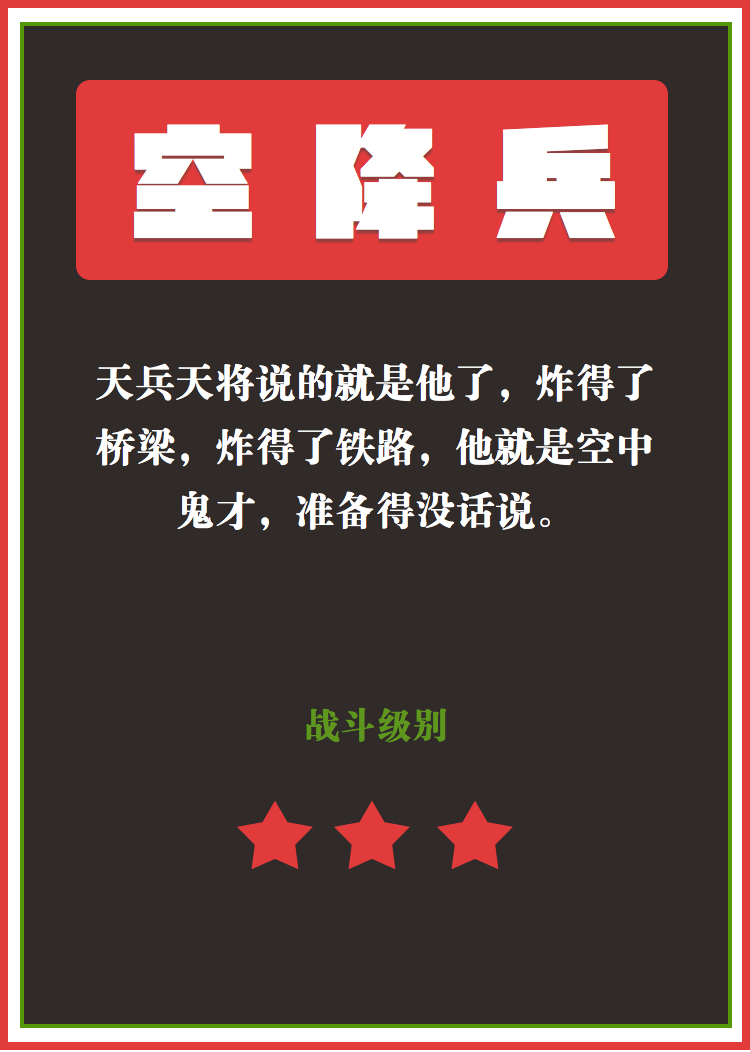 空降兵
天兵天将说的就是他了，炸得了
桥梁，炸得了铁路，他就是空中
鬼才，准备得没话说。
战斗级别